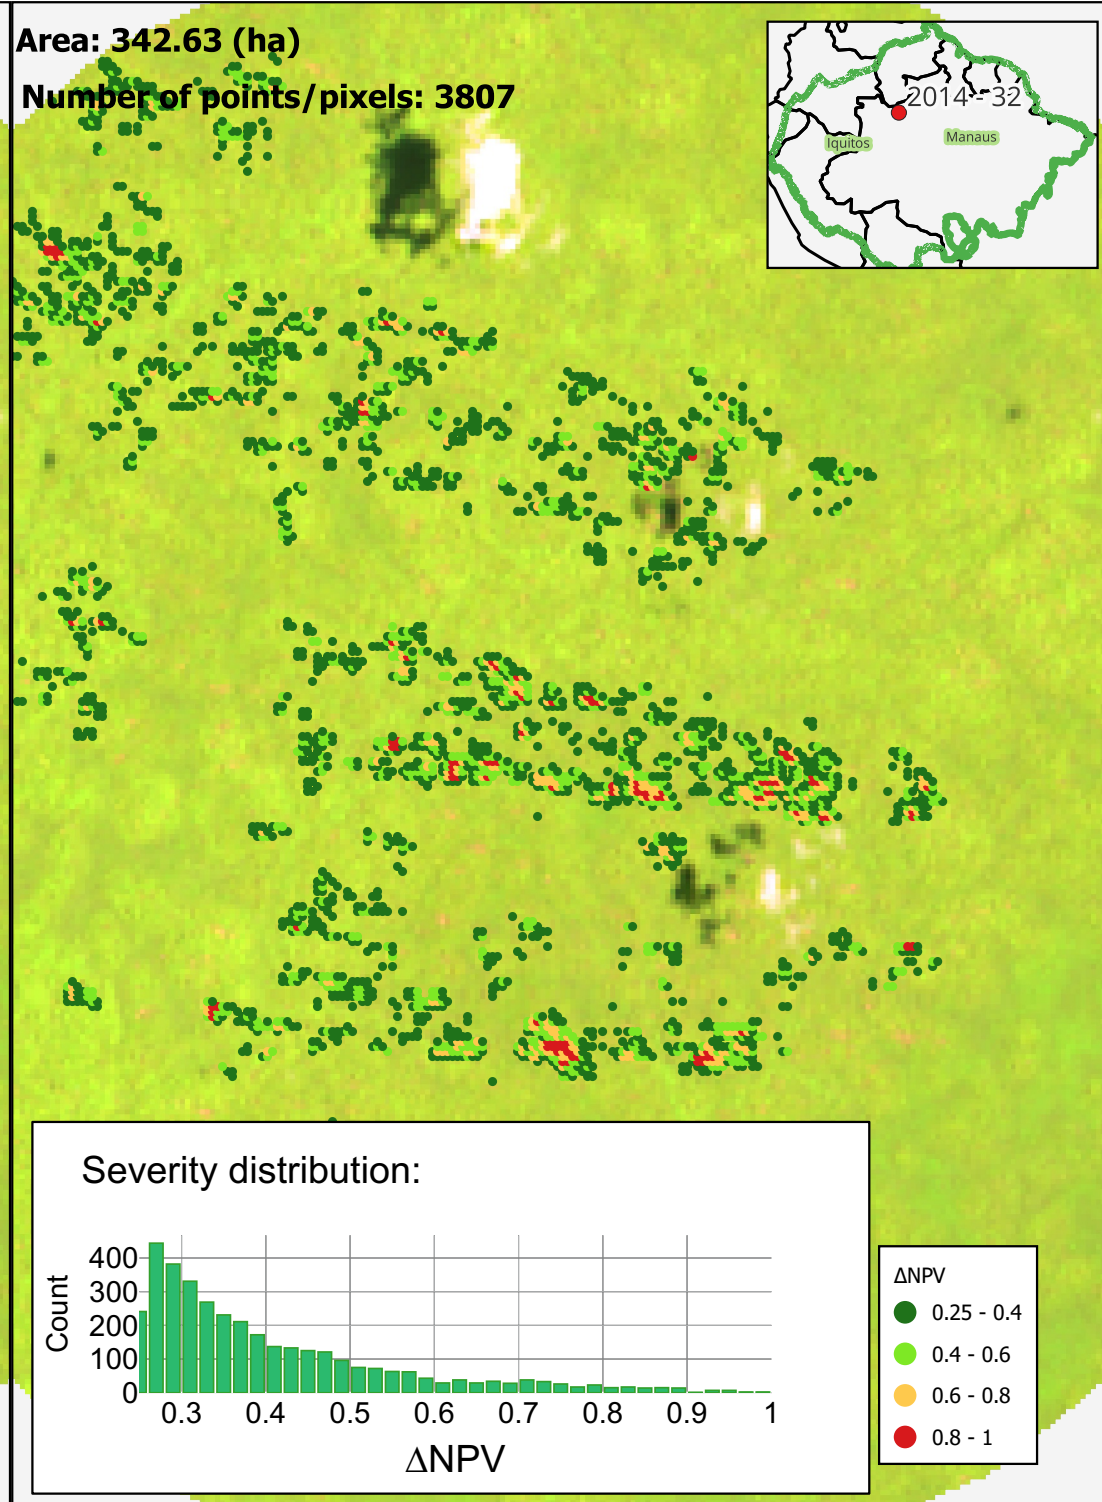 Area: 342.63 (ha)
Number of points/pixels: 3807
2014 - 32
Iquitos
Manaus
Severity distribution:
Count
400
300
200
100
0
0.3 0.4 0.5 0.6 0.7 0.8 0.9 1
ΔNPV
ΔNPV
0.25 - 0.4
0.4 - 0.6
0.6 - 0.8
0.8 - 1